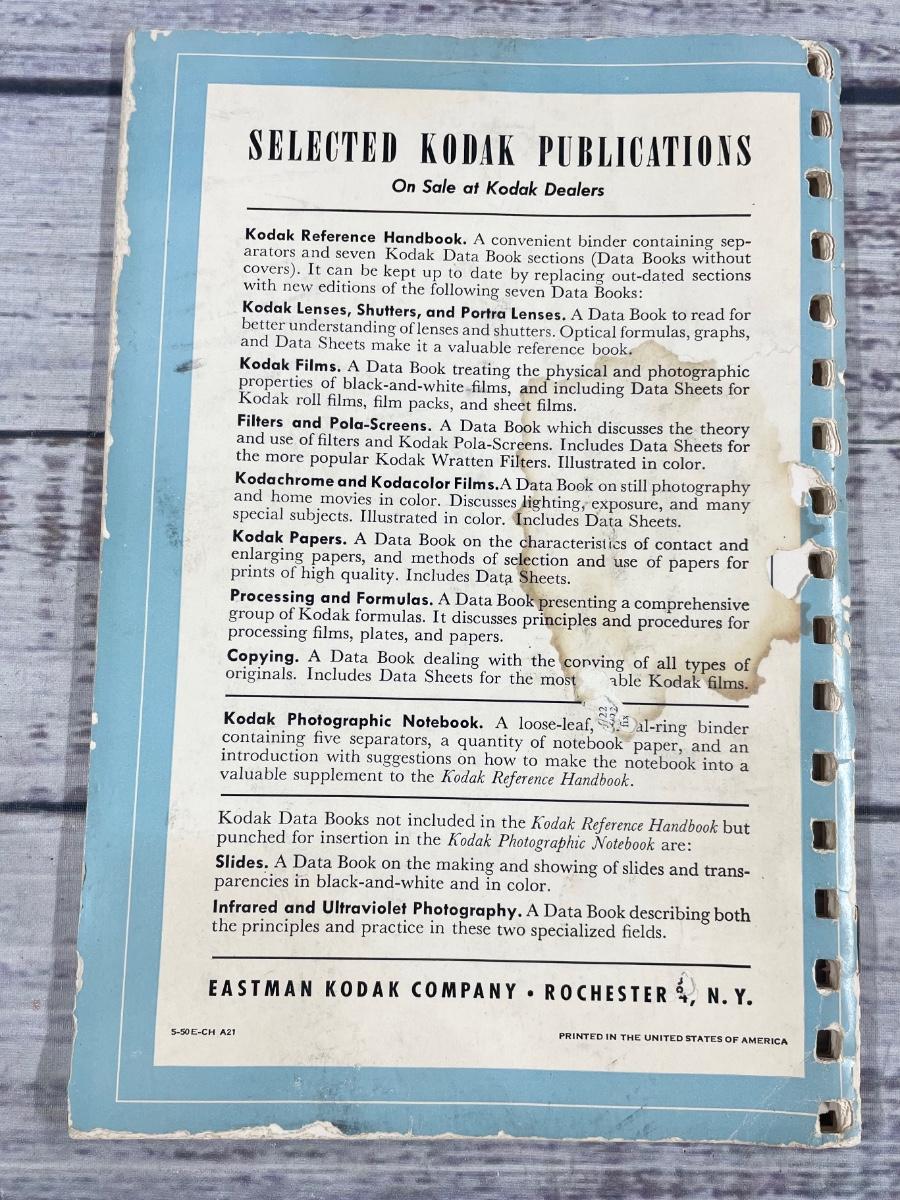 SELECTED KODAK PUBLICATIONS
On Sale at Kodak Dealers
Kodak Reference Handbook. A convenient binder containing sep-
arators and seven Kodak Data Book sections (Data Books without
covers). It can be kept up to date by replacing out-dated sections
with new editions of the following seven Data Books:
Kodak Lenses, Shutters, and Portra Lenses. A Data Book to read for
better understanding of lenses and shutters. Optical formulas, graphs,
and Data Sheets make it a valuable reference book.
Kodak Films. A Data Book treating the physical and photographic
properties of black-and-white films, and including Data Sheets for
Kodak roll films, film packs, and sheet films.
Filters and Pola-Screens. A Data Book which discusses the theory
and use of filters and Kodak Pola-Screens. Includes Data Sheets for
the more popular Kodak Wratten Filters. Illustrated in color.
Kodachrome and Kodacolor Films. A Data Book on still photography
and home movies in color. Discusses lighting, exposure, and many
special subjects. Illustrated in color. Includes Data Sheets.
Kodak Papers. A Data Book on the characteristics of contact and
enlarging papers, and methods of selection and use of papers for
prints of high quality. Includes Data Sheets.
Processing and Formulas. A Data Book presenting a comprehensive
group of Kodak formulas. It discusses principles and procedures for
processing films, plates, and papers.
Copying. A Data Book dealing with the copying of all types of
originals. Includes Data Sheets for the most able Kodak films.
Kodak Photographic Notebook. A loose-leaf, al-ring binder
containing five separators, a quantity of notebook paper, and an
introduction with suggestions on how to make the notebook into a
valuable supplement to the Kodak Reference Handbook.
Kodak Data Books not included in the Kodak Reference Handbook but
punched for insertion in the Kodak Photographic Notebook are:
Slides. A Data Book on the making and showing of slides and trans-
parencies in black-and-white and in color.
Infrared and Ultraviolet Photography. A Data Book describing both
the principles and practice in these two specialized fields.
EASTMAN KODAK COMPANY • ROCHESTER 4, N. Y.
5-50E-CH A21
PRINTED IN THE UNITED STATES OF AMERICA